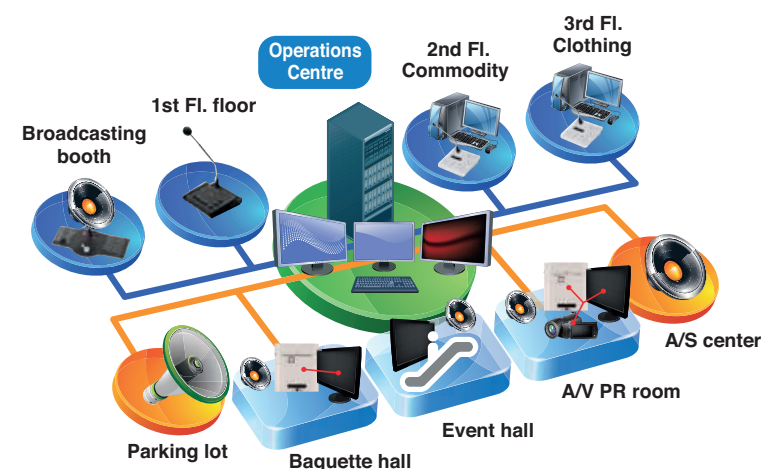 Operations
Centre
2nd Fl.
Commodity
3rd Fl.
Clothing
1st Fl. floor
Broadcasting
booth
A/S center
A/V PR room
Event hall
Parking lot
Baquette hall